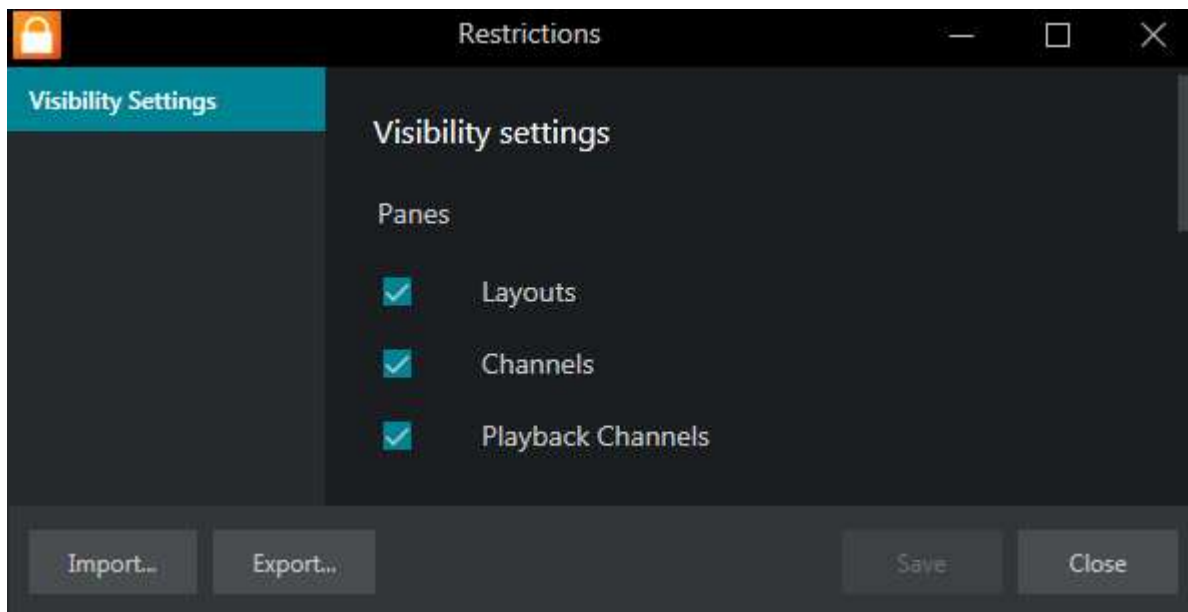 Restrictions
Visibility Settings
Visibility settings
Panes
Layouts
Channels
Playback Channels
Import...
Export...
Save
Close